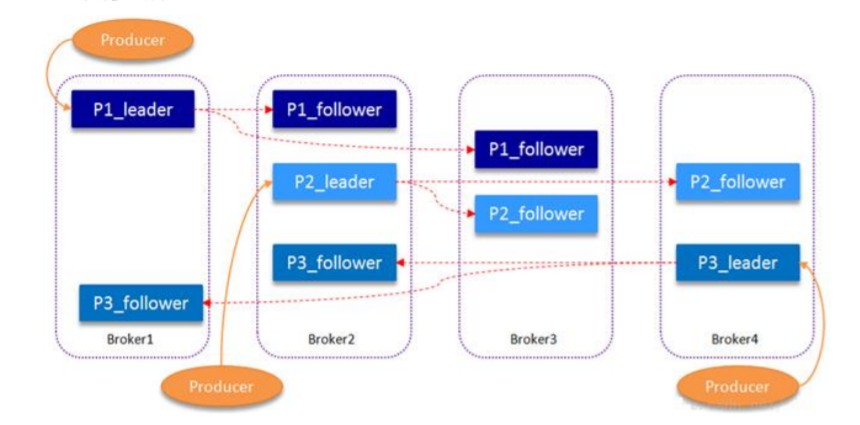 Producer
P1_leader
P1_follower
P1_follower
P2_leader
P2_follower
P2_follower
P3_follower
P3_leader
P3_follower
Broker1
Broker2
Broker3
Broker4
Producer
Producer